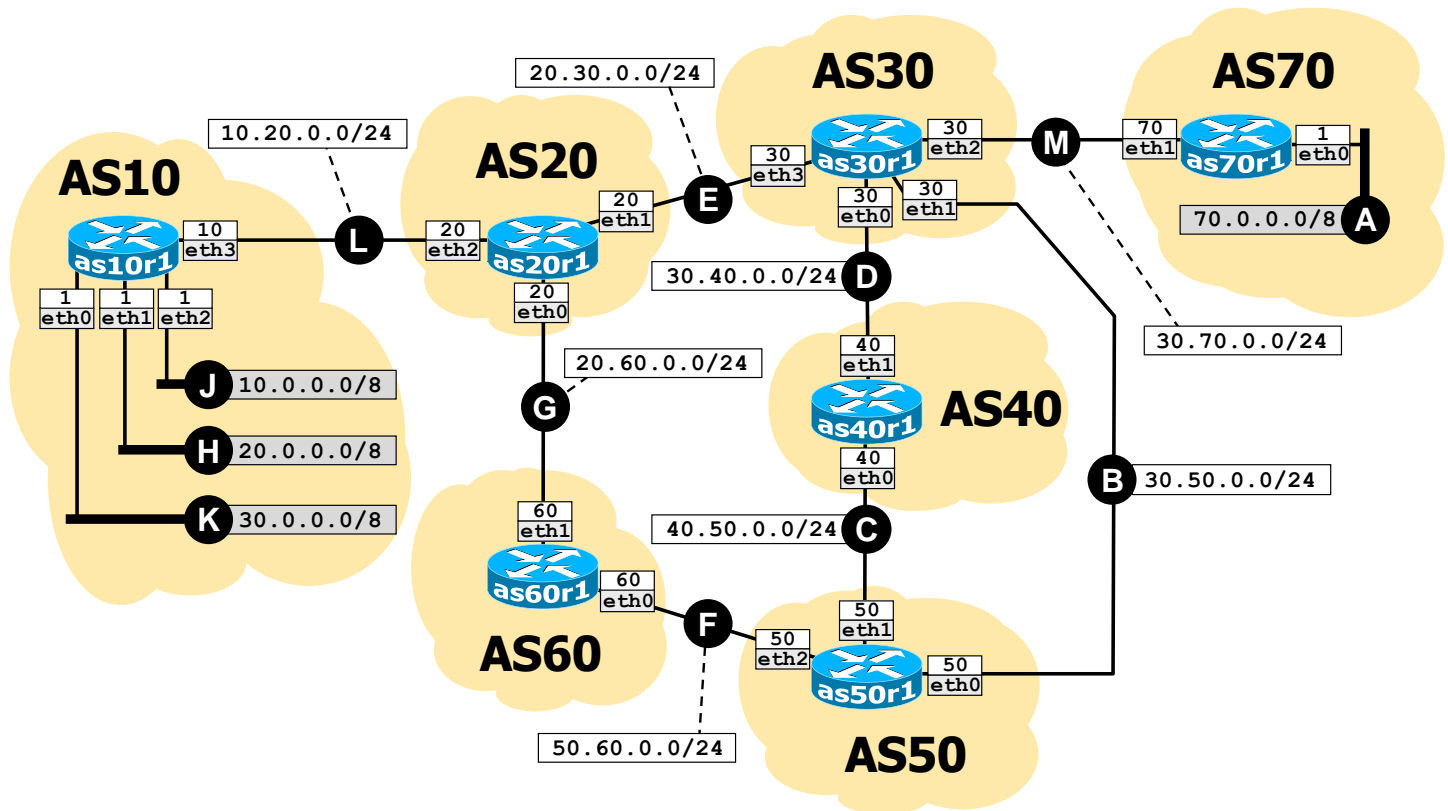 20.30.0.0/24
AS30
AS70
10.20.0.0/24
AS20
AS10
30
eth2
M
70
eth1
as70r1
1
eth0
as30r1
30
eth3
30
eth0
30
eth1
E
20
eth1
70.0.0.0/8
A
10
eth3
L
20
eth2
as10r1
as20r1
30.40.0.0/24
D
1
eth0
1
eth1
1
eth2
20
eth0
30.70.0.0/24
20.60.0.0/24
40
eth1
J
10.0.0.0/8
G
as40r1
AS40
H
20.0.0.0/8
40
eth0
B
30.50.0.0/24
K
30.0.0.0/8
60
eth1
40.50.0.0/24
C
as60r1
60
eth0
F
50
eth1
50
eth2
AS60
as50r1
50
eth0
50.60.0.0/24
AS50